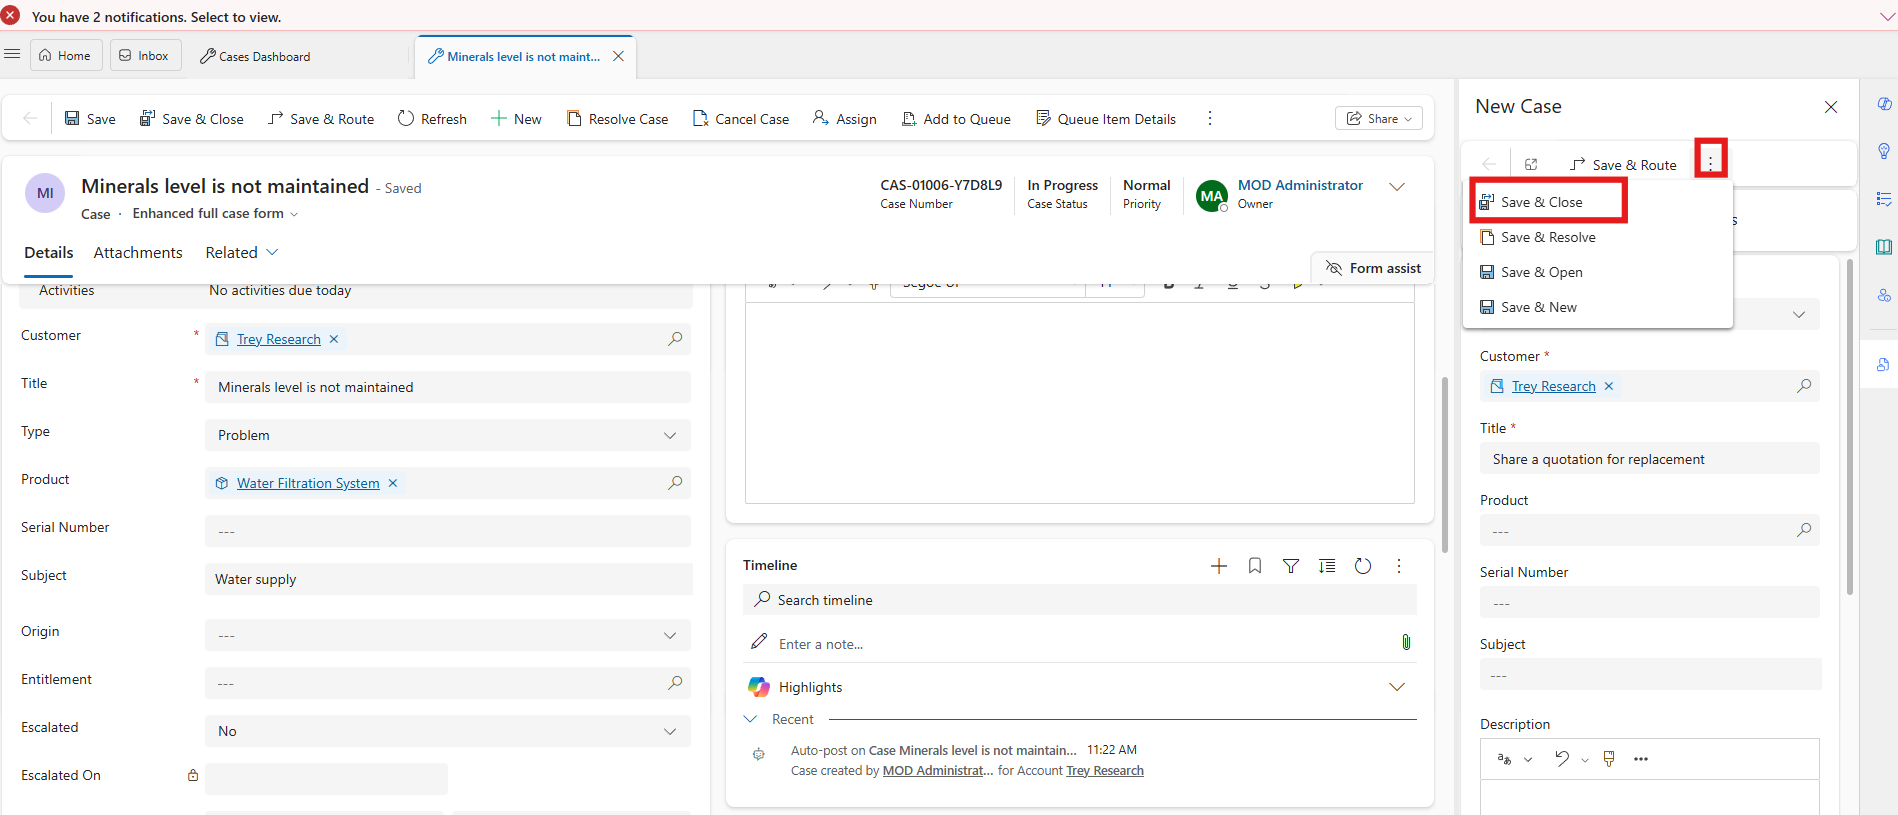 You have 2 notifications. Select to view.
Home
Inbox
Cases Dashboard
Minerals level is not maint...
Save
Save & Close
Save & Route
Refresh
New
Resolve Case
Cancel Case
Assign
Add to Queue
Queue Item Details
Share
MI
Minerals level is not maintained - Saved
Case · Enhanced full case form
CAS-01006-Y7D8L9
Case Number
In Progress
Case Status
Normal
Priority
MA
MOD Administrator
Owner
Details
Attachments
Related
Form assist
Activities
No activities due today
Customer *
Trey Research
Title *
Minerals level is not maintained
Type
Problem
Product
Water Filtration System
Serial Number
---
Subject
Water supply
Origin
---
Entitlement
---
Escalated
No
Escalated On
Timeline
Search timeline
Enter a note...
Highlights
Recent
Auto-post on Case Minerals level is not maintain... 11:22 AM
Case created by MOD Administrat... for Account Trey Research
New Case
Save & Route
Save & Close
Save & Resolve
Save & Open
Save & New
Customer *
Trey Research
Title *
Share a quotation for replacement
Product
---
Serial Number
---
Subject
---
Description